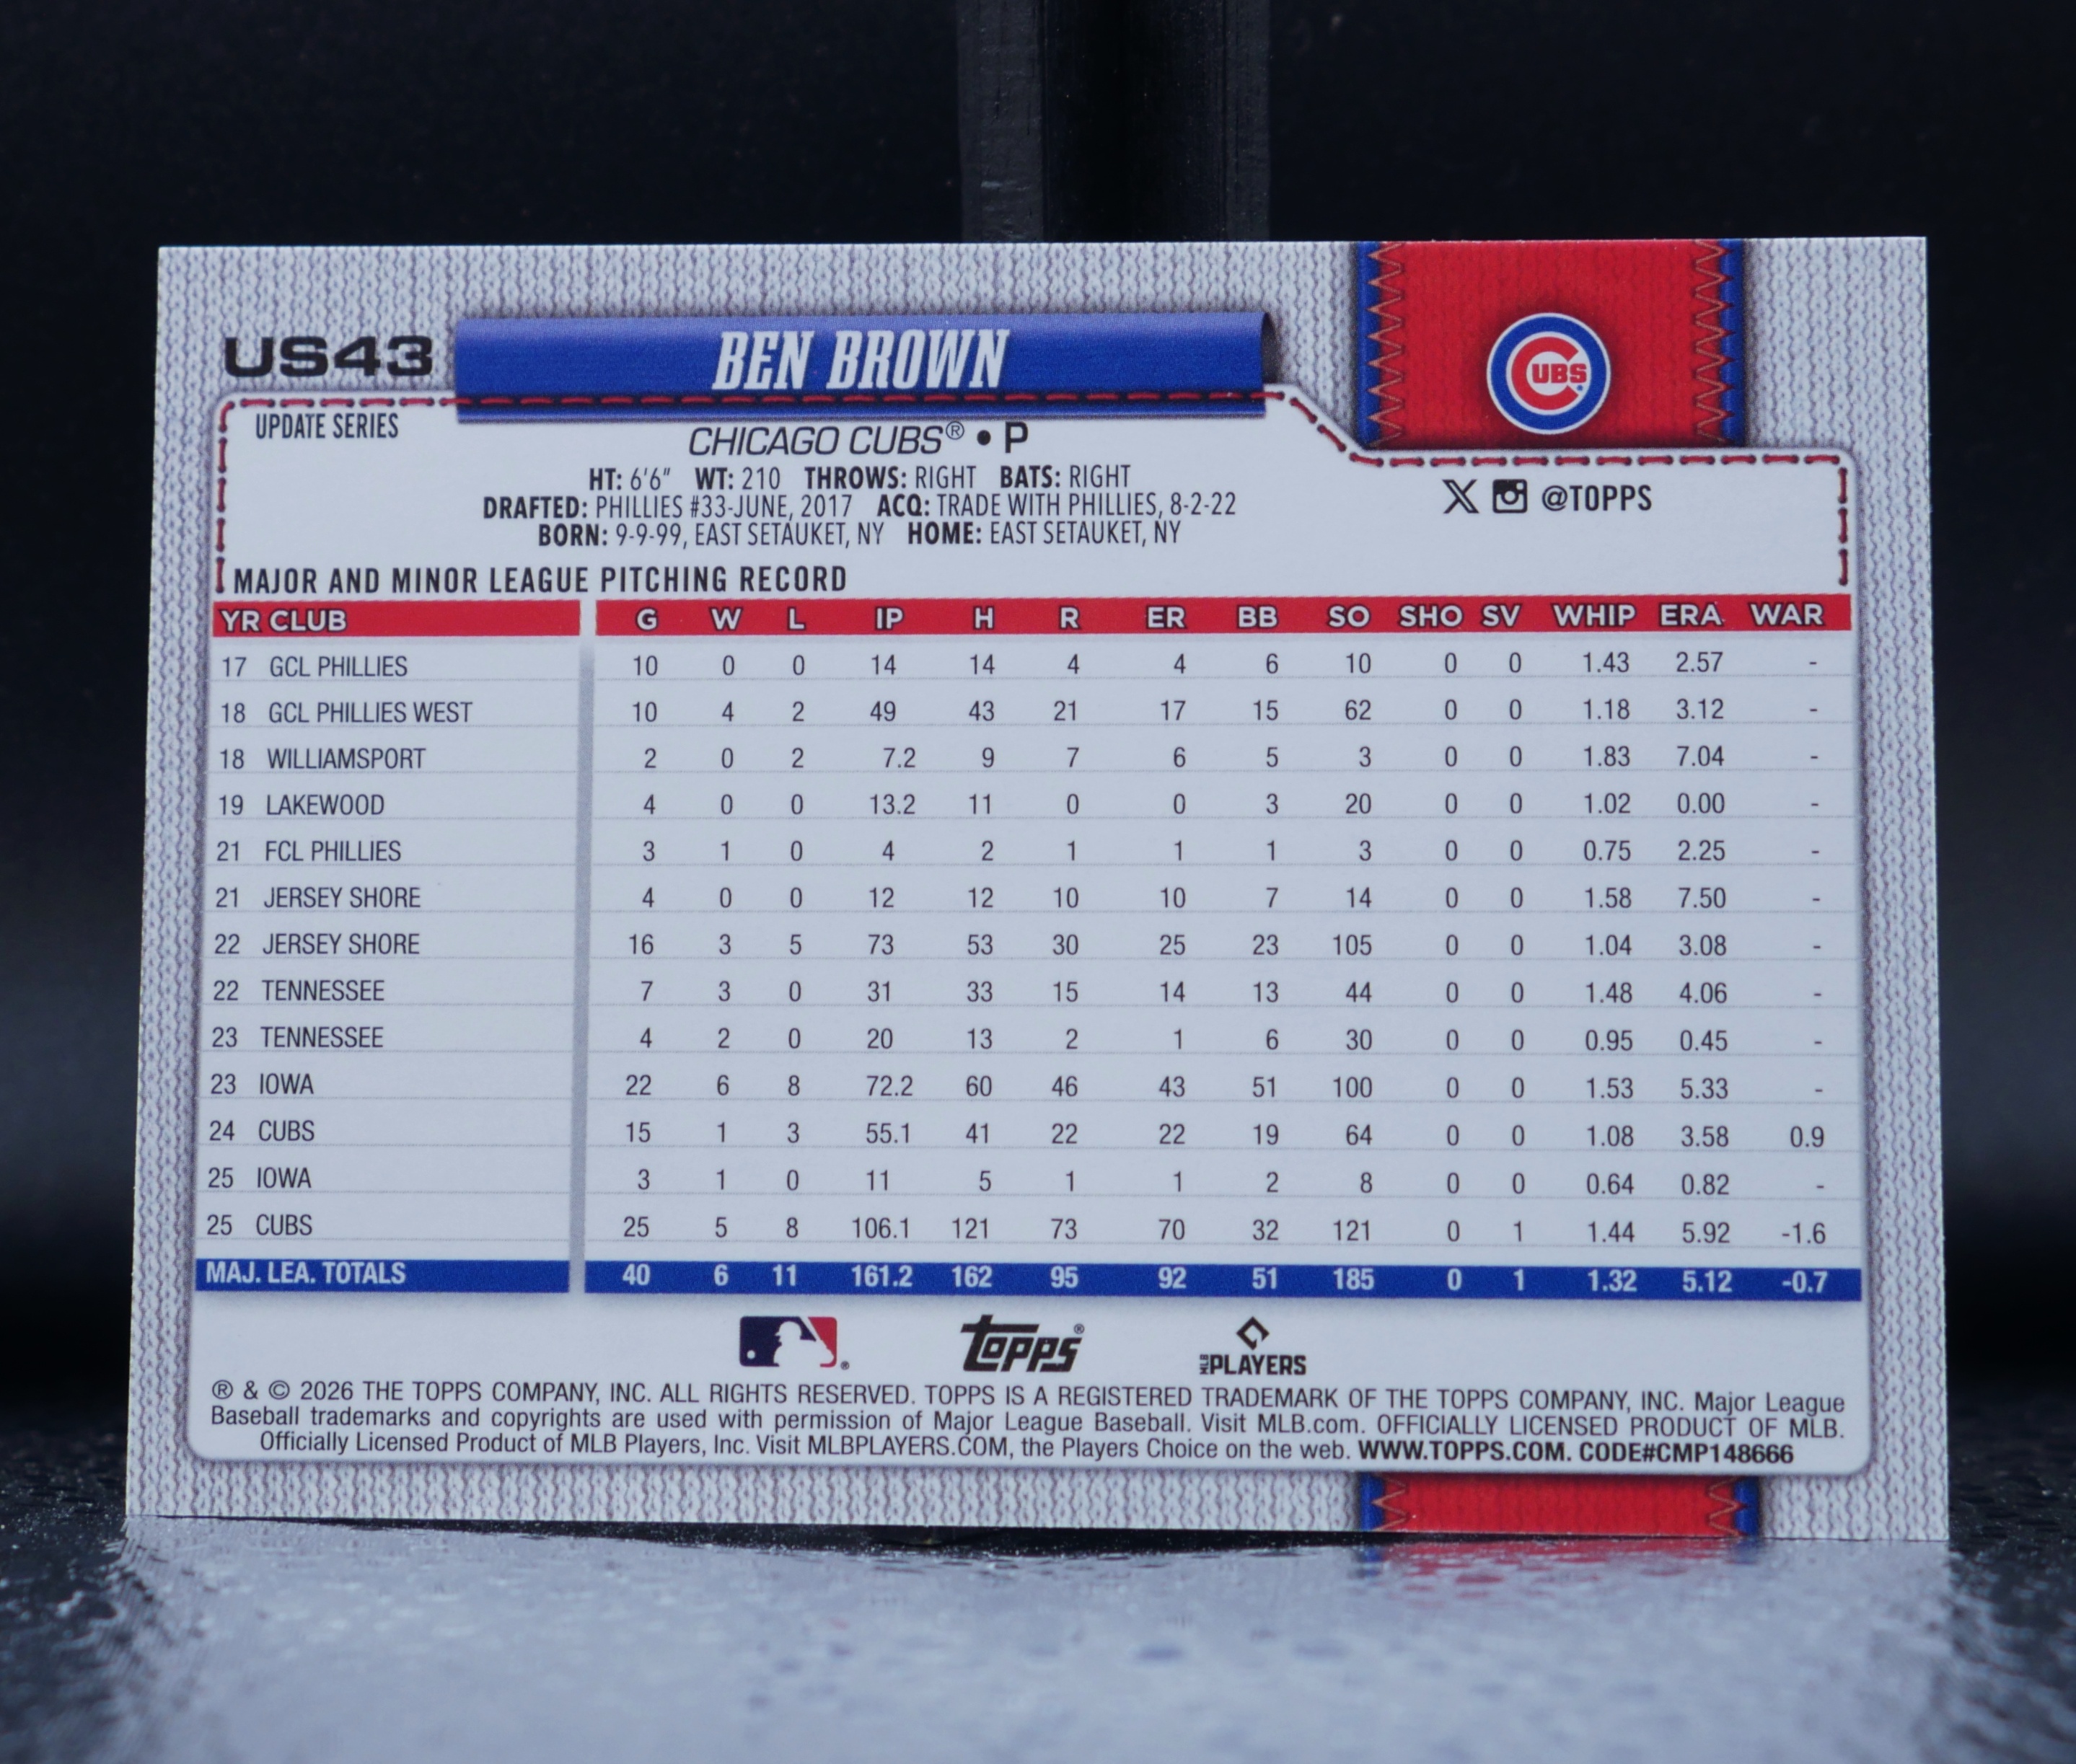 US43 BEN BROWN
UPDATE SERIES
CHICAGO CUBS® • P
CUBS
HT: 6'6" WT: 210 THROWS: RIGHT BATS: RIGHT
DRAFTED: PHILLIES #33-JUNE, 2017 ACQ: TRADE WITH PHILLIES, 8-2-22
BORN: 9-9-99, EAST SETAUKET, NY HOME: EAST SETAUKET, NY
X @TOPPS
MAJOR AND MINOR LEAGUE PITCHING RECORD
YR CLUB G W L IP H R ER BB SO SHO SV WHIP ERA WAR
17 GCL PHILLIES 10 0 0 14 14 4 4 6 10 0 0 1.43 2.57 -
18 GCL PHILLIES WEST 10 4 2 49 43 21 17 15 62 0 0 1.18 3.12 -
18 WILLIAMSPORT 2 0 2 7.2 9 7 6 5 3 0 0 1.83 7.04 -
19 LAKEWOOD 4 0 0 13.2 11 0 0 3 20 0 0 1.02 0.00 -
21 FCL PHILLIES 3 1 0 4 2 1 1 1 3 0 0 0.75 2.25 -
21 JERSEY SHORE 4 0 0 12 12 10 10 7 14 0 0 1.58 7.50 -
22 JERSEY SHORE 16 3 5 73 53 30 25 23 105 0 0 1.04 3.08 -
22 TENNESSEE 7 3 0 31 33 15 14 13 44 0 0 1.48 4.06 -
23 TENNESSEE 4 2 0 20 13 2 1 6 30 0 0 0.95 0.45 -
23 IOWA 22 6 8 72.2 60 46 43 51 100 0 0 1.53 5.33 -
24 CUBS 15 1 3 55.1 41 22 22 19 64 0 0 1.08 3.58 0.9
25 IOWA 3 1 0 11 5 1 1 2 8 0 0 0.64 0.82 -
25 CUBS 25 5 8 106.1 121 73 70 32 121 0 1 1.44 5.92 -1.6
MAJ. LEA. TOTALS 40 6 11 161.2 162 95 92 51 185 0 1 1.32 5.12 -0.7
® TOPPS® MLB PLAYERS
® & © 2026 THE TOPPS COMPANY, INC. ALL RIGHTS RESERVED. TOPPS IS A REGISTERED TRADEMARK OF THE TOPPS COMPANY, INC. Major League
Baseball trademarks and copyrights are used with permission of Major League Baseball. Visit MLB.com. OFFICIALLY LICENSED PRODUCT OF MLB.
Officially Licensed Product of MLB Players, Inc. Visit MLBPLAYERS.COM, the Players Choice on the web. WWW.TOPPS.COM. CODE#CMP148666